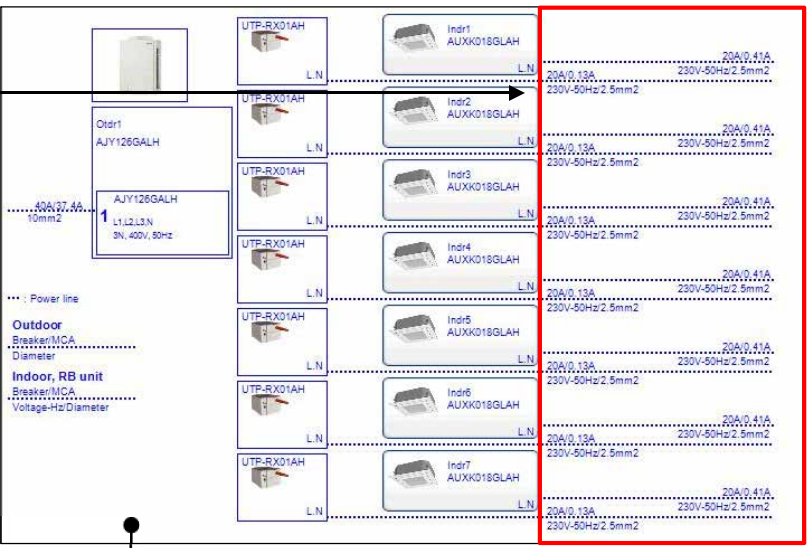 UTP-RX01AH
L.N
Indr1
AUXK018GLAH
L.N
20A/0.41A
230V-50Hz/2.5mm2
20A/0.13A
230V-50Hz/2.5mm2
Otdr1
AJY126GALH
AJY126GALH
1
L1,L2,L3,N
3N, 400V, 50Hz
40A/37.4A
10mm2
UTP-RX01AH
L.N
Indr2
AUXK018GLAH
L.N
20A/0.41A
230V-50Hz/2.5mm2
20A/0.13A
230V-50Hz/2.5mm2
UTP-RX01AH
L.N
Indr3
AUXK018GLAH
L.N
20A/0.41A
230V-50Hz/2.5mm2
20A/0.13A
230V-50Hz/2.5mm2
UTP-RX01AH
L.N
Indr4
AUXK018GLAH
L.N
20A/0.41A
230V-50Hz/2.5mm2
20A/0.13A
230V-50Hz/2.5mm2
UTP-RX01AH
L.N
Indr5
AUXK018GLAH
L.N
20A/0.41A
230V-50Hz/2.5mm2
20A/0.13A
230V-50Hz/2.5mm2
UTP-RX01AH
L.N
Indr6
AUXK018GLAH
L.N
20A/0.41A
230V-50Hz/2.5mm2
20A/0.13A
230V-50Hz/2.5mm2
UTP-RX01AH
L.N
Indr7
AUXK018GLAH
L.N
20A/0.41A
230V-50Hz/2.5mm2
20A/0.13A
230V-50Hz/2.5mm2
: Power line
Outdoor
Breaker/MCA
Diameter
Indoor, RB unit
Breaker/MCA
Voltage-Hz/Diameter